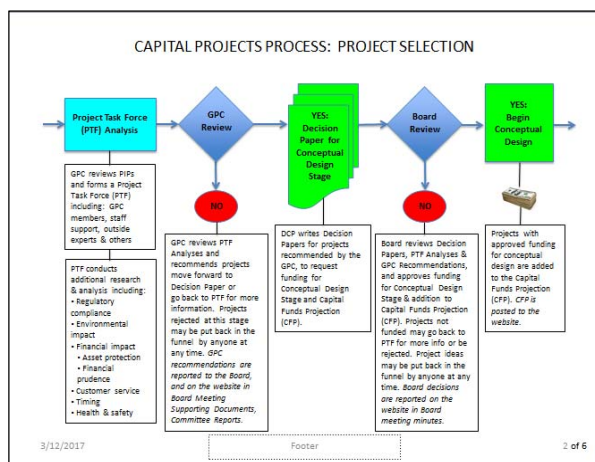 CAPITAL PROJECTS PROCESS: PROJECT SELECTION
Project Task Force
(PTF) Analysis
GPC
Review
YES:
Decision
Paper for
Conceptual
Design
Stage
Board
Review
YES:
Begin
Conceptual
Design
GPC reviews PIPs
and forms a Project
Task Force (PTF)
including: GPC
members, staff
support, outside
experts & others
PTF conducts
additional research
& analysis including:
• Regulatory
compliance
• Environmental
impact
• Financial impact
• Asset protection
• Financial
prudence
• Customer service
• Timing
• Health & safety
NO
GPC reviews PTF
Analyses and
recommends projects
move forward to
Decision Paper or
go back to PTF for more
information. Projects
rejected at this stage
may be put back in the
funnel by anyone at
any time. GPC
recommendations are
reported to the Board,
and on the website in
Board Meeting
Supporting Documents,
Committee Reports.
DCP writes Decision
Papers for projects
recommended by the
GPC, to request
funding for
Conceptual Design
Stage and Capital
Funds Projection (CFP).
NO
Board reviews Decision
Papers, PTF Analyses &
GPC Recommendations,
and approves funding
for Conceptual Design
Stage & addition to
Capital Funds Projection
(CFP). Projects not
funded may go back to
PTF for more info or be
rejected. Project ideas
may be put back in the
funnel by anyone at any
time. Board decisions
are reported on the
website in Board
meeting minutes.
Projects with
approved funding
for conceptual
design are added to
the Capital Funds
Projection (CFP). CFP
is posted to the
website.
3/12/2017
Footer
2 of 6